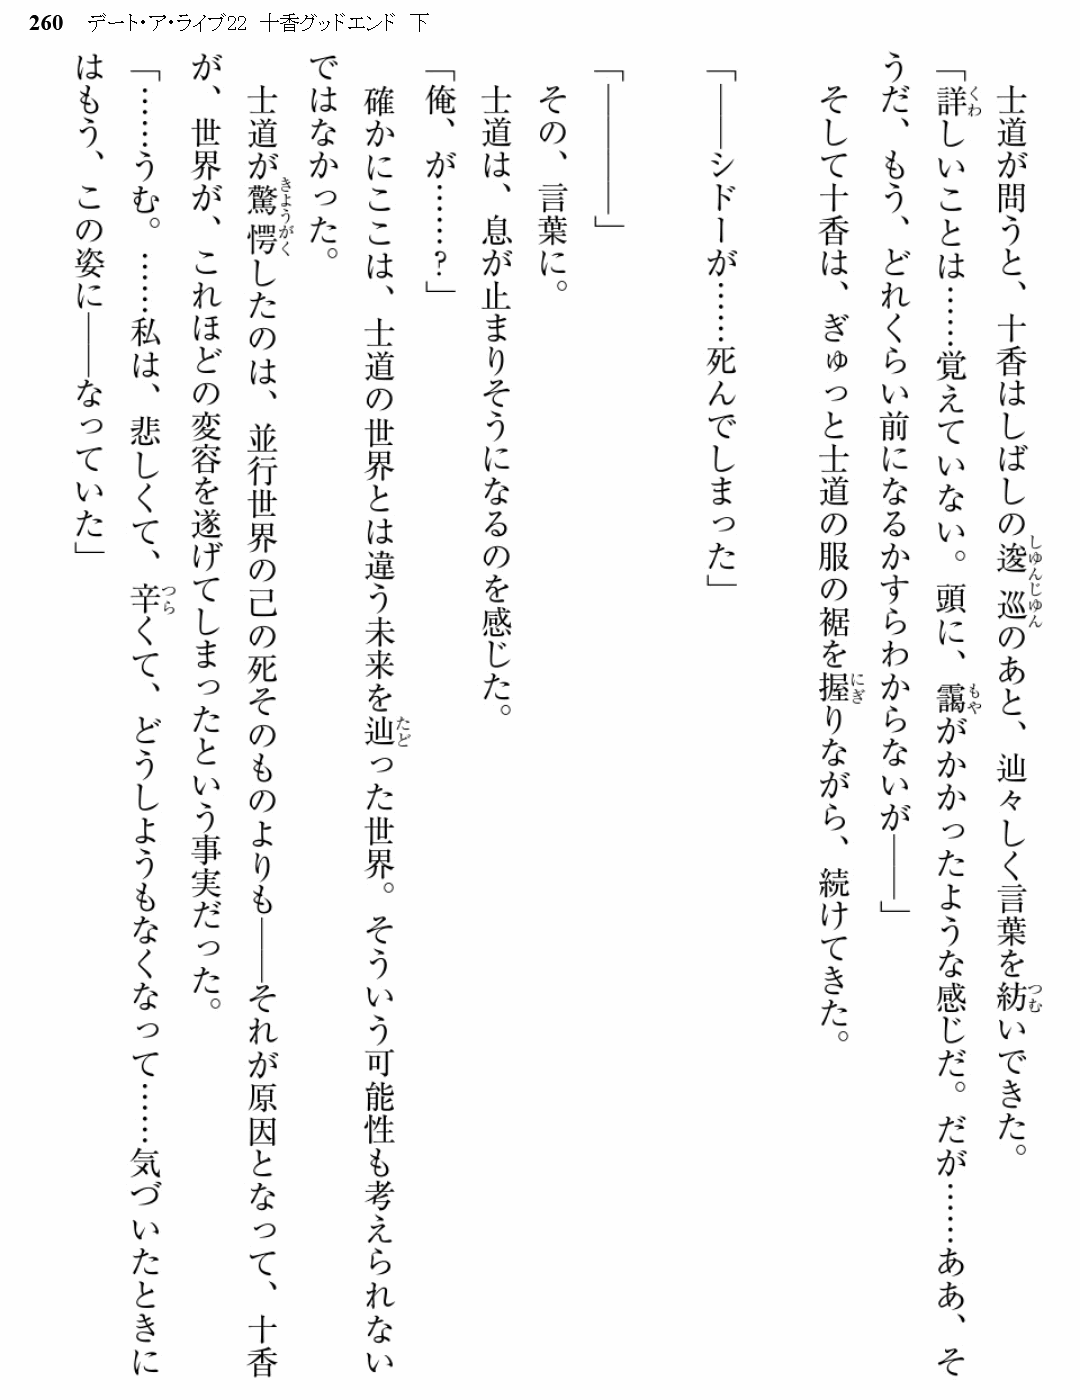 260 デート・ア・ライブ22 十香グッドエンド 下
士道が問うと、十香はしばしの逡巡のあと、辿々しく言葉を紡いできた。
「詳しいことは……覚えていない。頭に、靄がかかったような感じだ。だが……ああ、そ
うだ、もう、どれくらい前になるかすらわからないが――」
そして十香は、ぎゅっと士道の服の裾を握りながら、続けてきた。
「――シドーが……死んでしまった」
「―――」
その、言葉に。
士道は、息が止まりそうになるのを感じた。
「俺、が……？」
確かにここは、士道の世界とは違う未来を辿った世界。そういう可能性も考えられない
ではなかった。
士道が驚愕したのは、並行世界の己の死そのものよりも――それが原因となって、十香
が、世界が、これほどの変容を遂げてしまったという事実だった。
「……うむ。……私は、悲しくて、辛くて、どうしようもなくなって……気づいたときに
はもう、この姿に――なっていた」